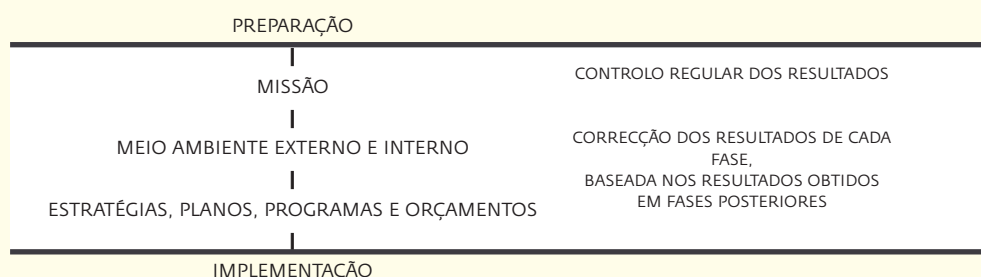 PREPARAÇÃO
MISSÃO
CONTROLO REGULAR DOS RESULTADOS
MEIO AMBIENTE EXTERNO E INTERNO
CORRECÇÃO DOS RESULTADOS DE CADA
FASE,
BASEADA NOS RESULTADOS OBTIDOS
EM FASES POSTERIORES
ESTRATÉGIAS, PLANOS, PROGRAMAS E ORÇAMENTOS
IMPLEMENTAÇÃO